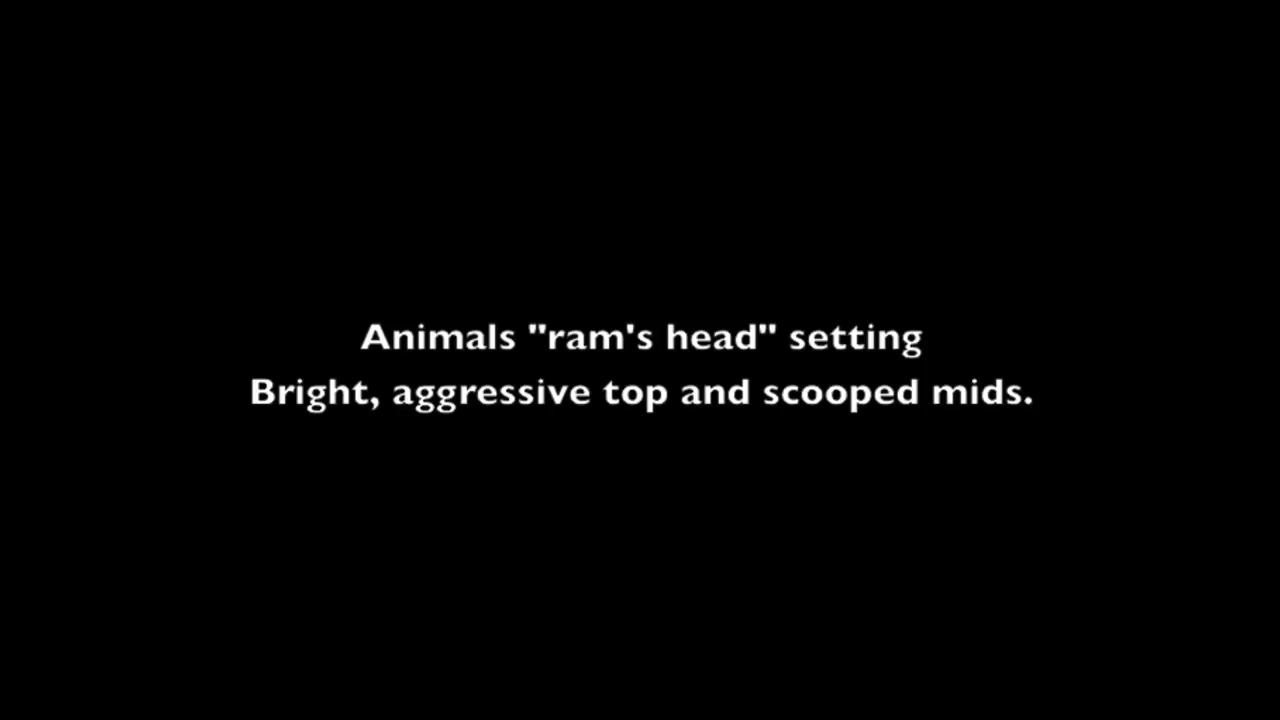 Animals "ram's head" setting
Bright, aggressive top and scooped mids.